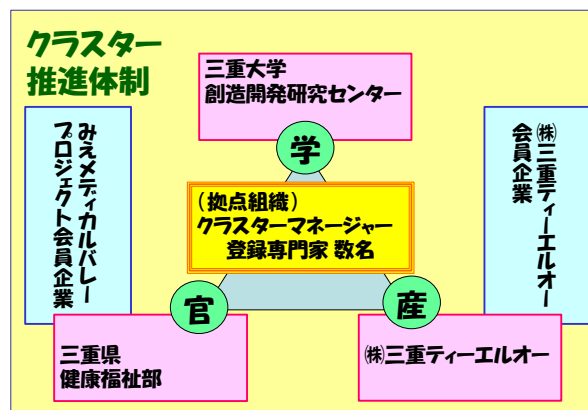 クラスター
推進体制
三重大学
創造開発研究センター
学
みえメディカルバレー
プロジェクト会員企業
(拠点組織)
クラスターマネージャー
登録専門家 数名
㈱三重ティーエルオー
会員企業
官
産
三重県
健康福祉部
㈱三重ティーエルオー